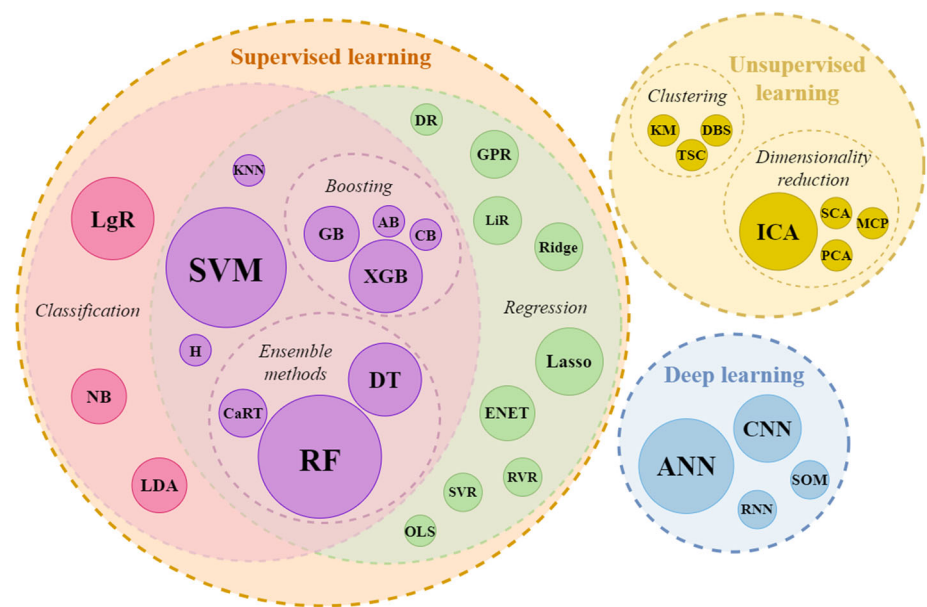 Supervised learning
Unsupervised
learning
Clustering
KM
DBS
TSC
Dimensionality
reduction
ICA
SCA
MCP
PCA
DR
GPR
KNN
Boosting
LgR
GB
AB
CB
XGB
LiR
Ridge
SVM
Classification
Regression
H
Ensemble
methods
DT
CaRT
RF
Lasso
NB
ENET
LDA
SVR
RVR
OLS
Deep learning
CNN
ANN
SOM
RNN